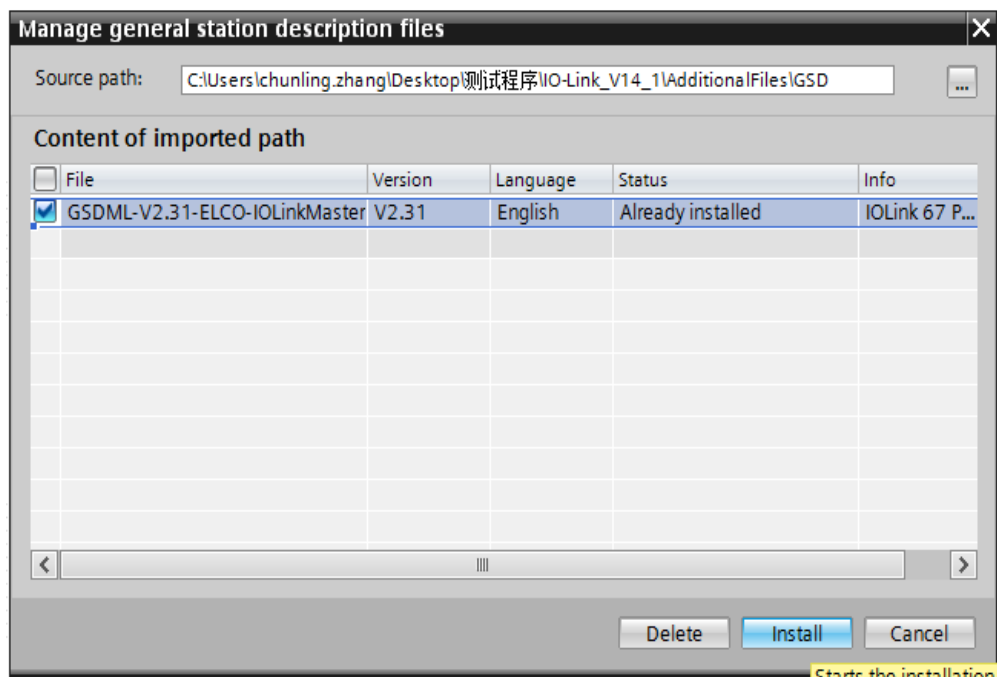 Manage general station description files
Source path: C:\Users\chunling.zhang\Desktop\测试程序\IO-Link_V14_1\AdditionalFiles\GSD ...
Content of imported path
File Version Language Status Info
GSDML-V2.31-ELCO-IOLinkMaster V2.31 English Already installed IOLink 67 P...
Delete Install Cancel
Starts the installation